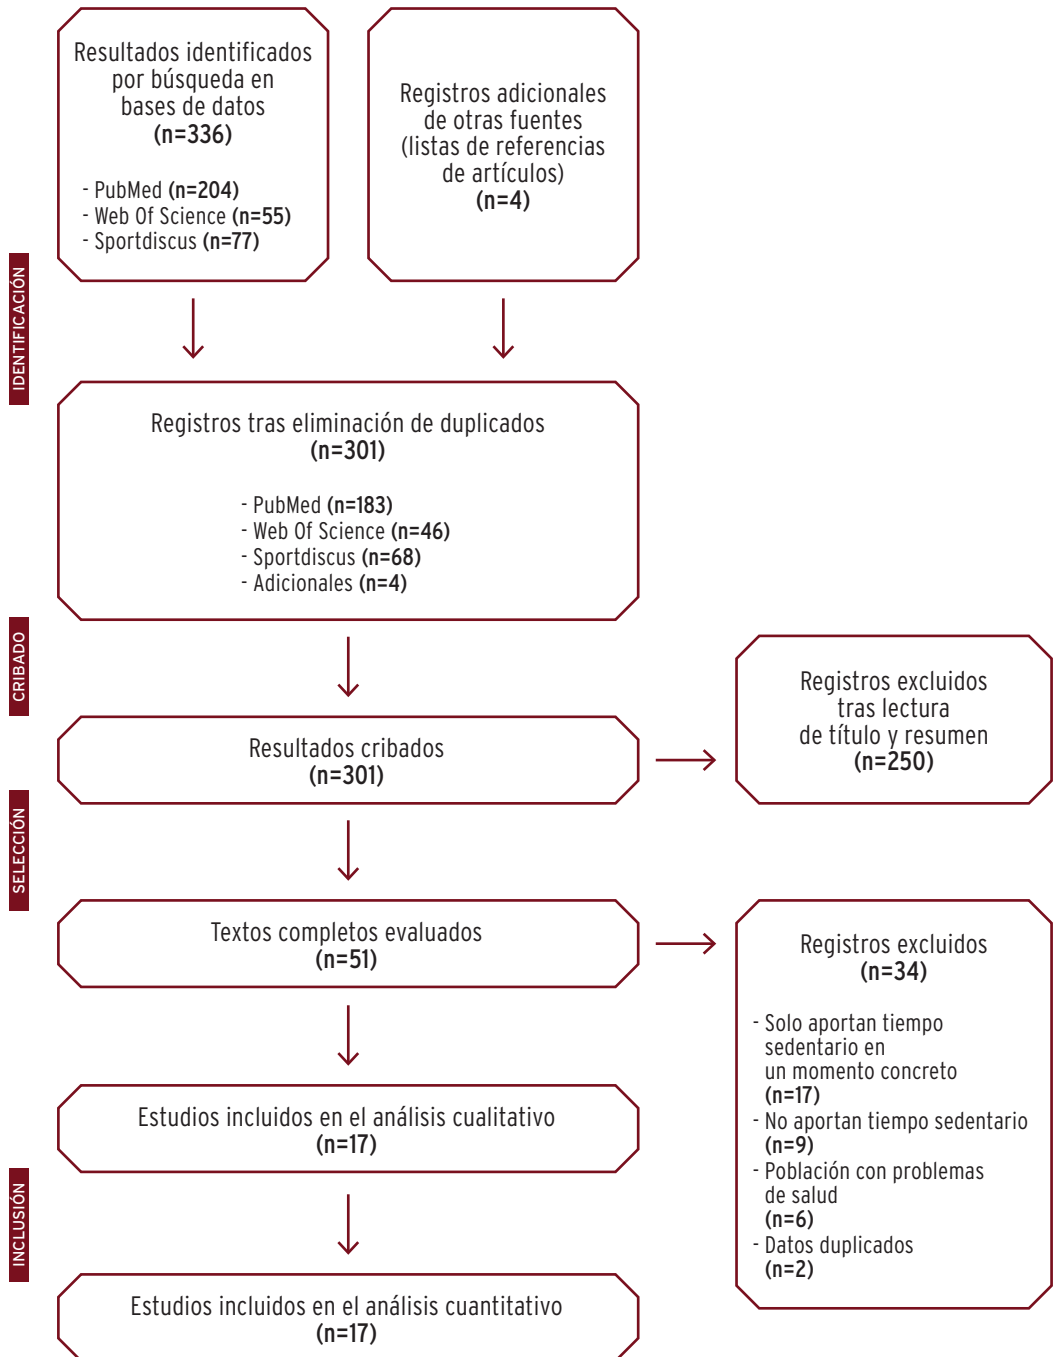 Resultados identificados
por búsqueda en
bases de datos
(n=336)
- PubMed (n=204)
- Web Of Science (n=55)
- Sportdiscus (n=77)
Registros adicionales
de otras fuentes
(listas de referencias
de artículos)
(n=4)
IDENTIFICACIÓN
Registros tras eliminación de duplicados
(n=301)
- PubMed (n=183)
- Web Of Science (n=46)
- Sportdiscus (n=68)
- Adicionales (n=4)
CRIBADO
Resultados cribados
(n=301)
Registros excluidos
tras lectura
de título y resumen
(n=250)
SELECCIÓN
Textos completos evaluados
(n=51)
Registros excluidos
(n=34)
- Solo aportan tiempo
sedentario en
un momento concreto
(n=17)
- No aportan tiempo sedentario
(n=9)
- Población con problemas
de salud
(n=6)
- Datos duplicados
(n=2)
Estudios incluidos en el análisis cualitativo
(n=17)
INCLUSIÓN
Estudios incluidos en el análisis cuantitativo
(n=17)